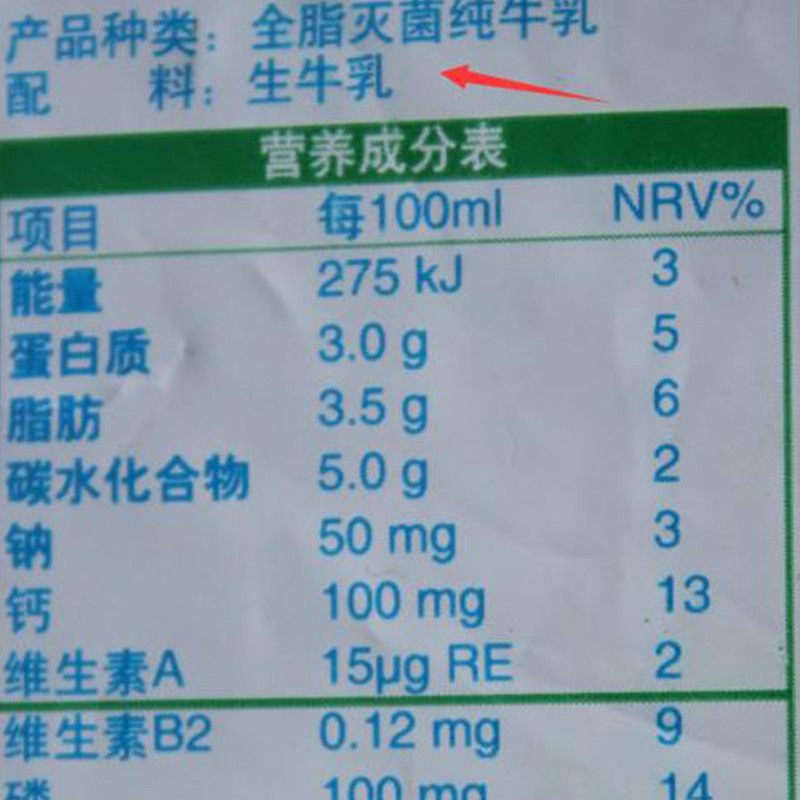 产品种类：全脂灭菌纯牛乳
配 料：生牛乳
营养成分表
项目 每100ml NRV%
能量 275 kJ 3
蛋白质 3.0 g 5
脂肪 3.5 g 6
碳水化合物 5.0 g 2
钠 50 mg 3
钙 100 mg 13
维生素A 15μg RE 2
维生素B2 0.12 mg 9
磷 100 mg 14